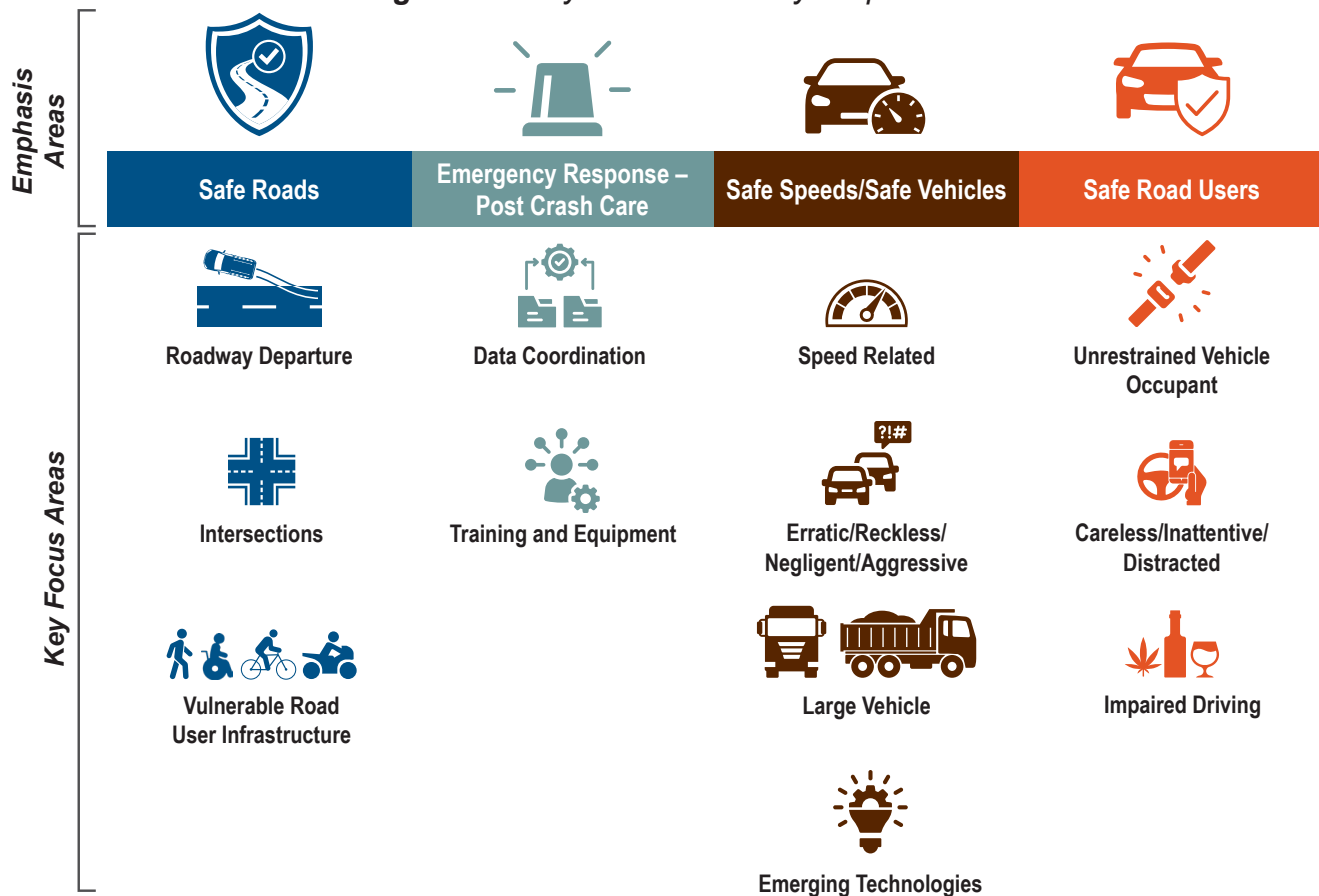 Emphasis
Areas
Safe Roads
Emergency Response –
Post Crash Care
Safe Speeds/Safe Vehicles
Safe Road Users
Key Focus Areas
Roadway Departure
Data Coordination
Speed Related
Unrestrained Vehicle
Occupant
Intersections
Training and Equipment
?!#
Erratic/Reckless/
Negligent/Aggressive
Careless/Inattentive/
Distracted
Vulnerable Road
User Infrastructure
Large Vehicle
Impaired Driving
Emerging Technologies